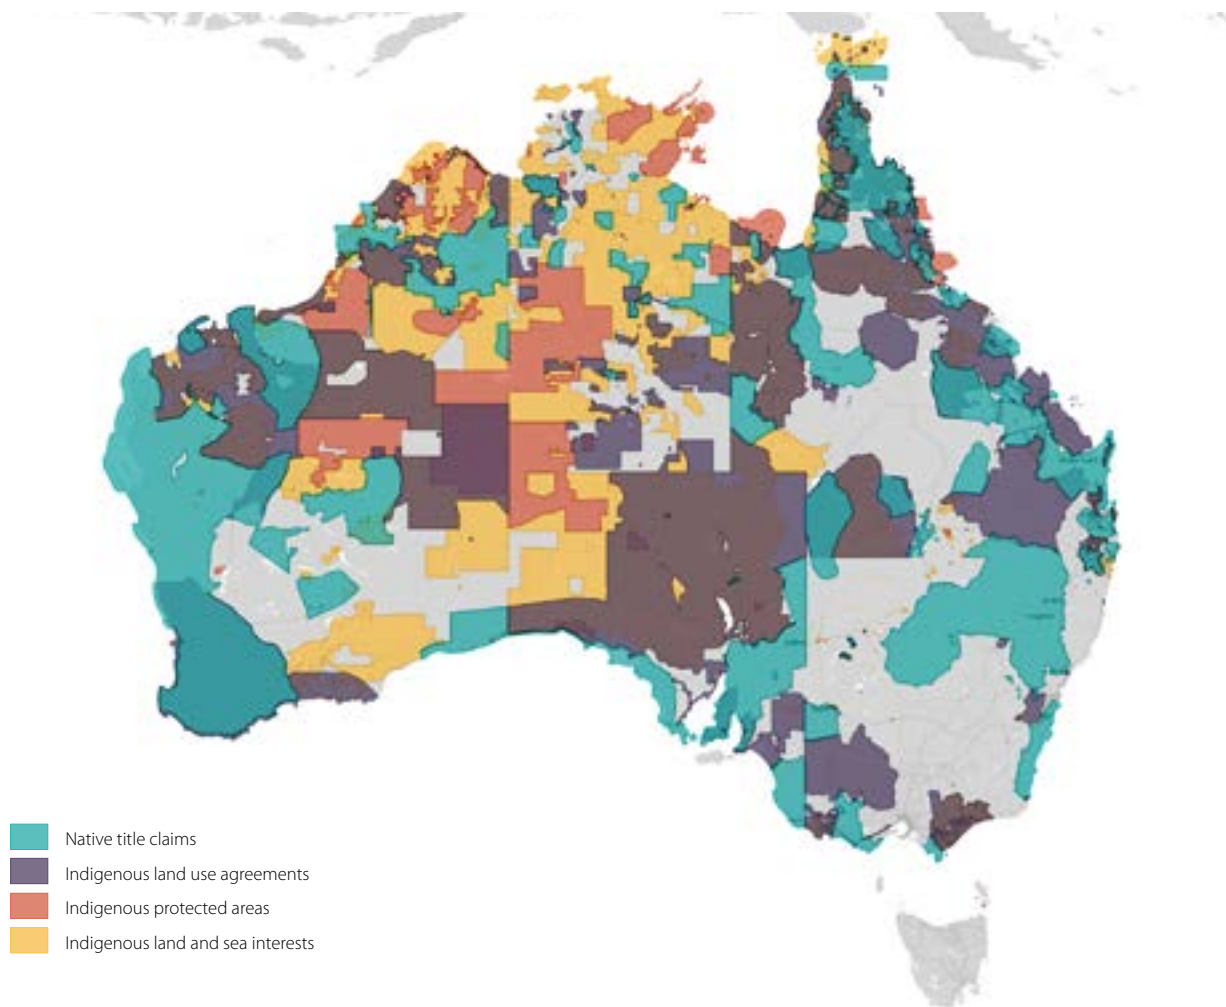 Native title claims
Indigenous land use agreements
Indigenous protected areas
Indigenous land and sea interests